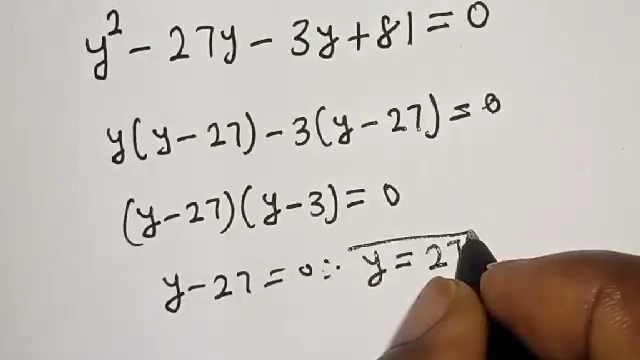 y² - 27y - 3y + 81 = 0
y(y - 27) - 3(y - 27) = 0
(y - 27)(y - 3) = 0
y - 27 = 0 ∴ y = 27